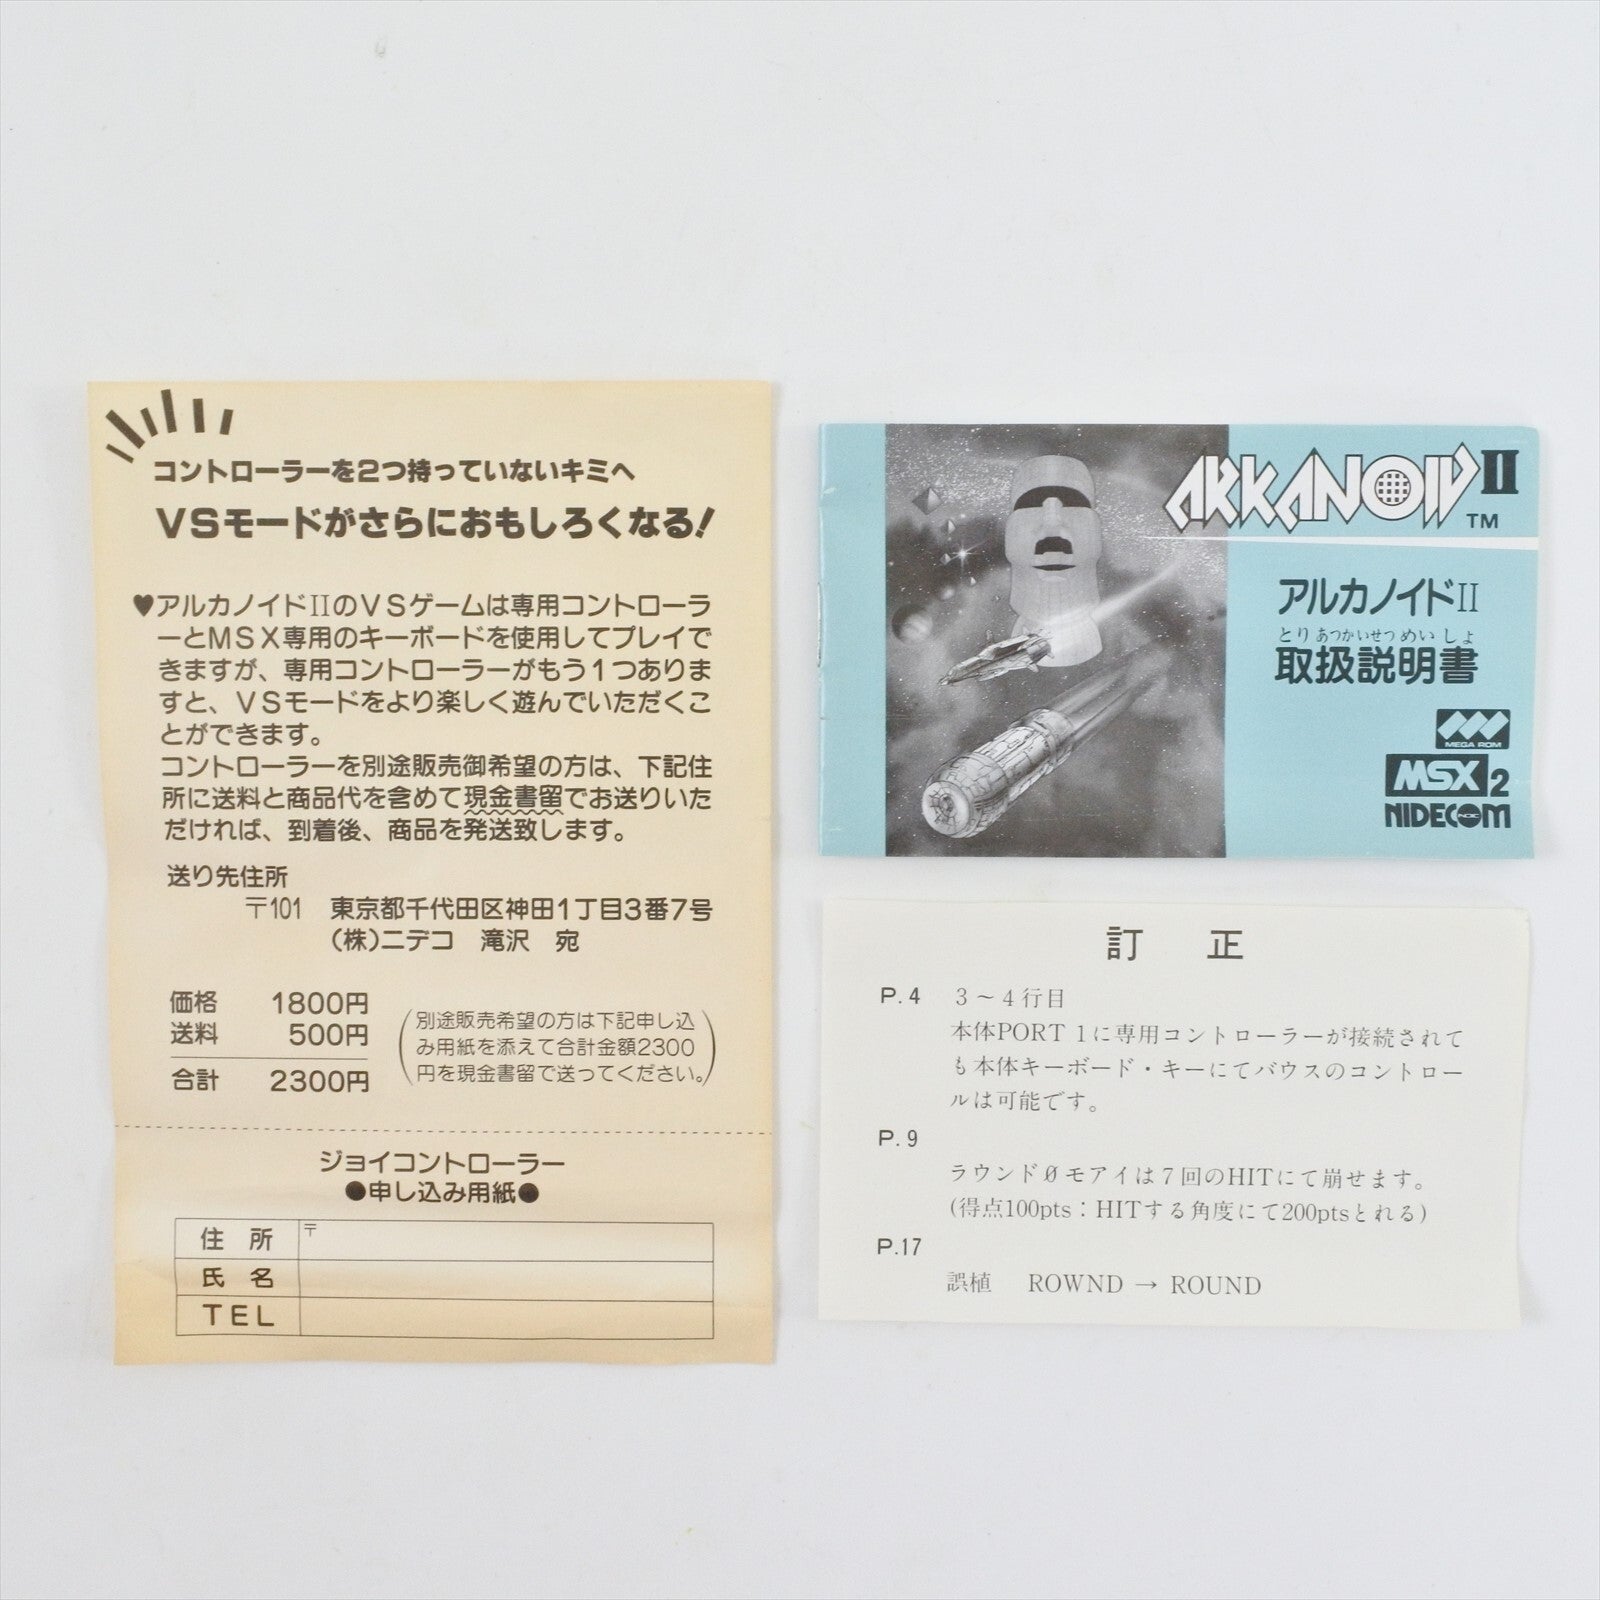 コントローラーを2つ持っていないキミへ
VSモードがさらにおもしろくなる!
♥アルカノイドIIのVSゲームは専用コントローラ
ーとMSX専用のキーボードを使用してプレイで
きますが、専用コントローラーがもう1つありま
すと、VSモードをより楽しく遊んでいただくこ
とができます。
コントローラーを別途販売御希望の方は、下記住
所に送料と商品代を含めて現金書留でお送りいた
だければ、到着後、商品を発送致します。
送り先住所
〒101 東京都千代田区神田1丁目3番7号
(株)ニデコ 滝沢 宛
価格 1800円
送料 500円
合計 2300円
(別途販売希望の方は下記申し込
み用紙を添えて合計金額2300
円を現金書留で送ってください。)
ジョイコントローラー
●申し込み用紙●
住所 〒
氏名
TEL
ARKANOID II TM
アルカノイドII
とりあつかいせつめいしょ
取扱説明書
MEGA ROM
MSX 2
NIDECOM
訂 正
P.4 3〜4行目
本体PORT 1に専用コントローラーが接続されて
も本体キーボード・キーにてバウスのコントロー
ルは可能です。
P.9
ラウンド0モアイは7回のHITにて崩せます。
(得点100pts：HITする角度にて200ptsとれる)
P.17
誤植 ROWND → ROUND